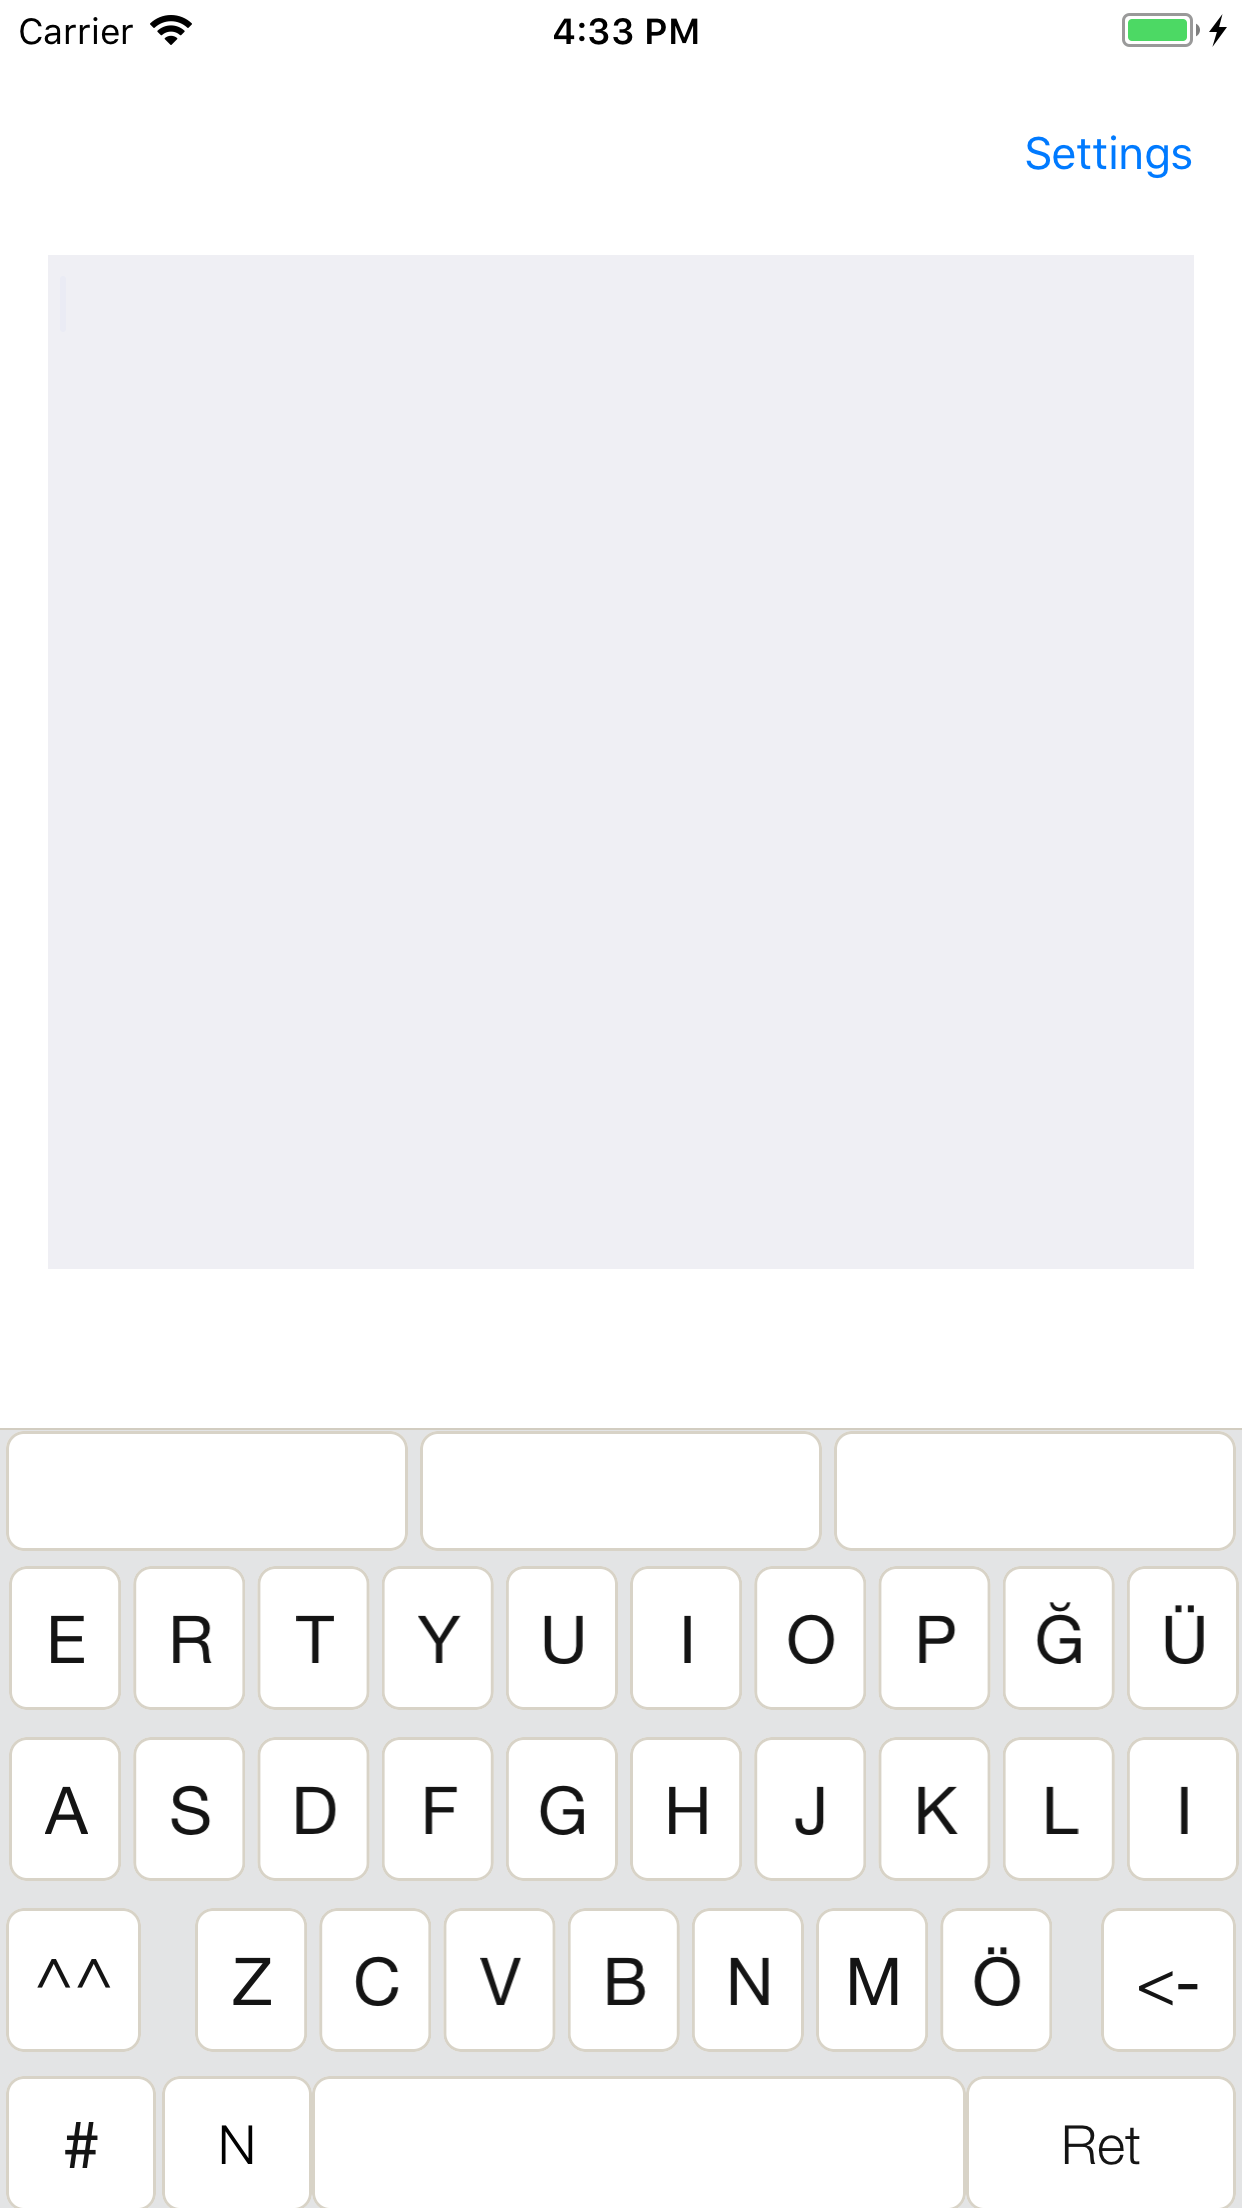 Carrier 4:33 PM
Settings
E R T Y U I O P Ğ Ü
A S D F G H J K L I
^^ Z C V B N M Ö <-
# N Ret